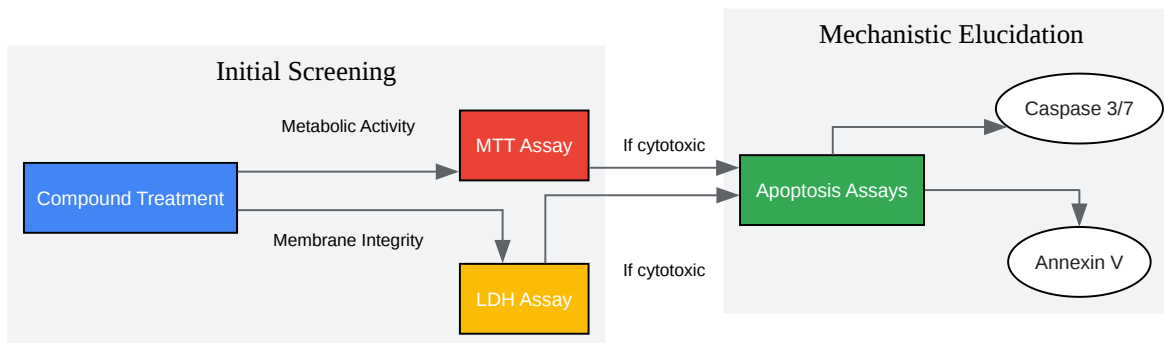 Mechanistic Elucidation
Initial Screening
Caspase 3/7
Metabolic Activity
MTT Assay
If cytotoxic
Compound Treatment
Apoptosis Assays
Membrane Integrity
If cytotoxic
Annexin V
LDH Assay